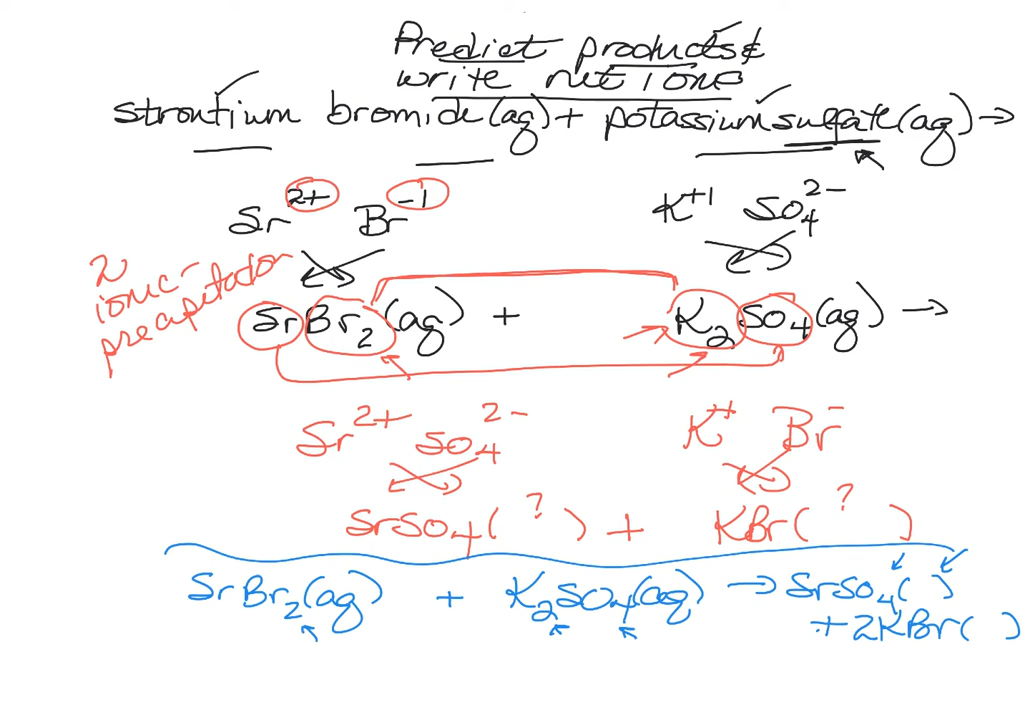 Predict products &
write net ionic
strontium bromide(aq) + potassium sulfate(aq) →
Sr²⁺ Br⁻¹ K⁺¹ SO₄²⁻
2
ionic -
precapitador
SrBr₂(aq) + K₂SO₄(aq) →
Sr²⁺ SO₄²⁻ K⁺ Br⁻
SrSO₄( ? ) + KBr( ? )
SrBr₂(aq) + K₂SO₄(aq) → SrSO₄( )
+ 2KBr( )